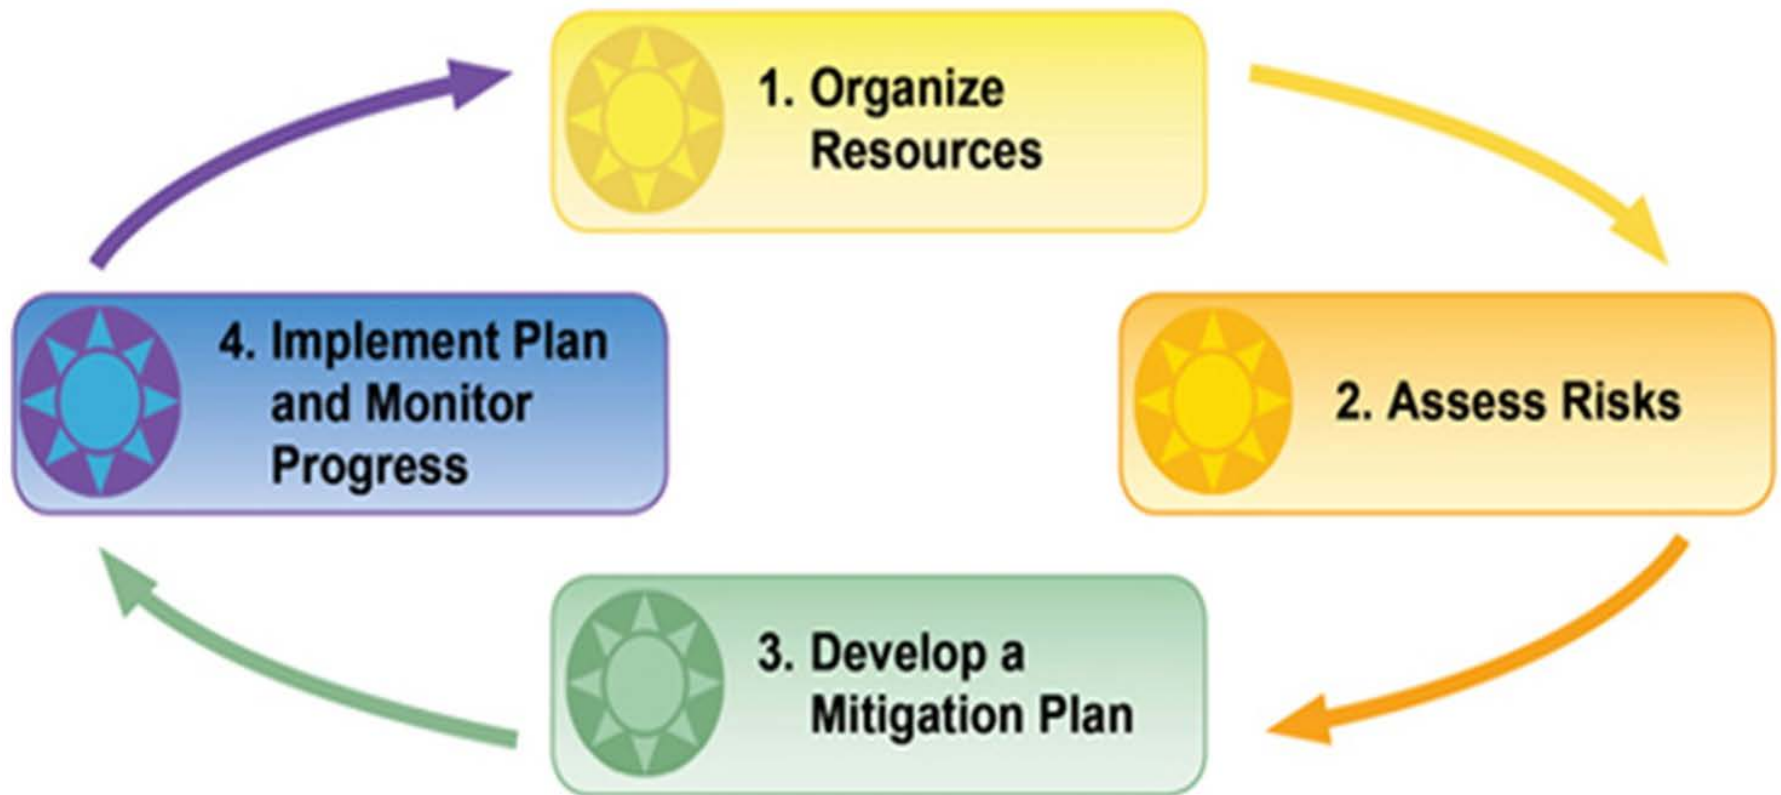 1. Organize
Resources
2. Assess Risks
3. Develop a
Mitigation Plan
4. Implement Plan
and Monitor
Progress